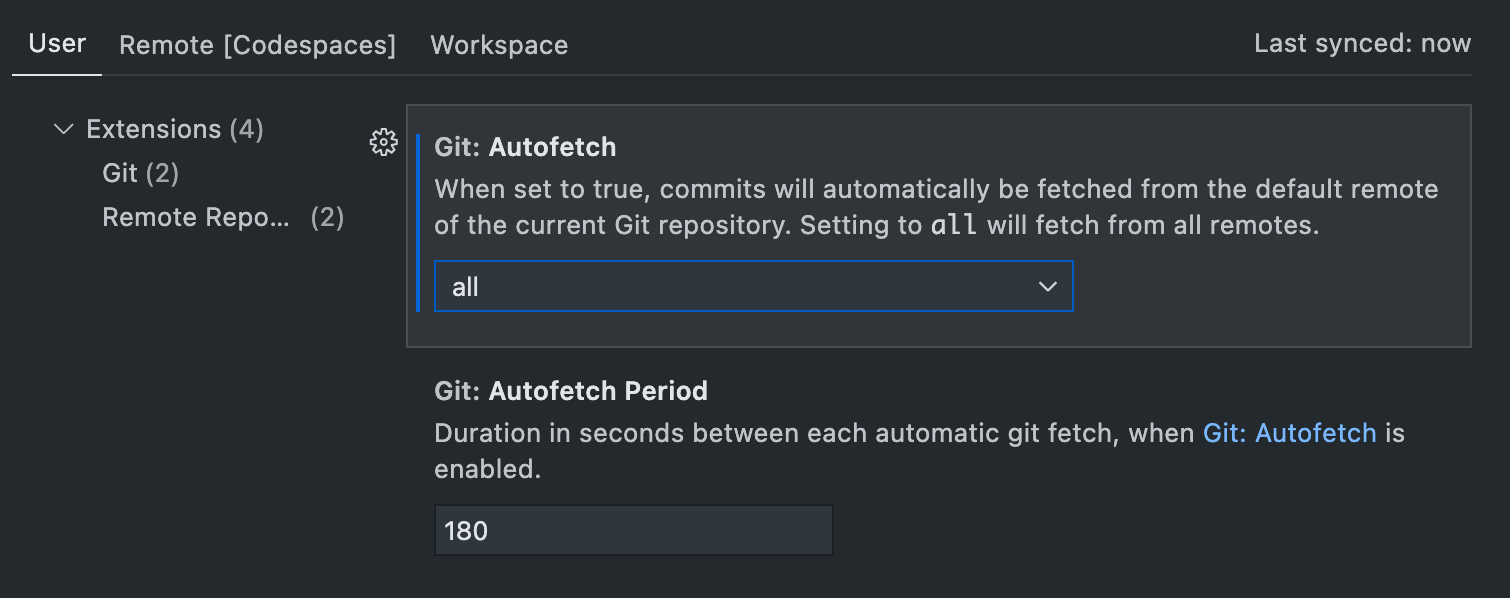 User Remote [Codespaces] Workspace Last synced: now
Extensions (4)
Git (2)
Remote Repo... (2)
Git: Autofetch
When set to true, commits will automatically be fetched from the default remote
of the current Git repository. Setting to all will fetch from all remotes.
all
Git: Autofetch Period
Duration in seconds between each automatic git fetch, when Git: Autofetch is
enabled.
180